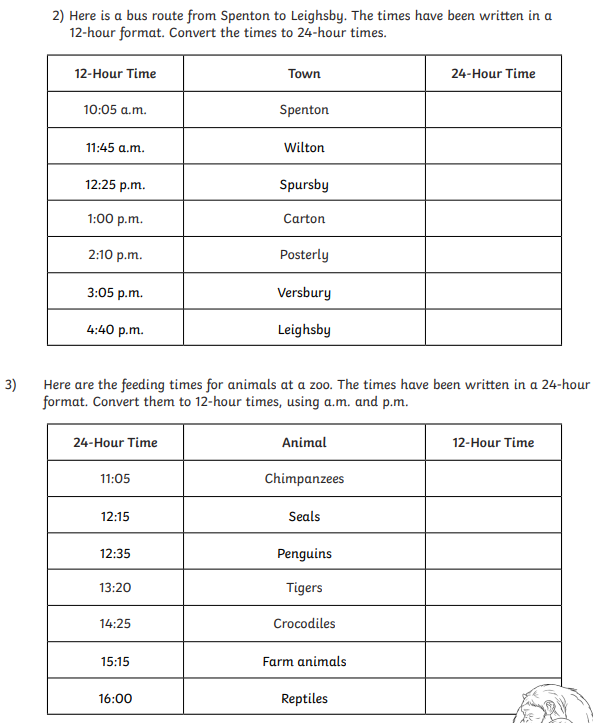 2) Here is a bus route from Spenton to Leighsby. The times have been written in a
12-hour format. Convert the times to 24-hour times.
12-Hour Time Town 24-Hour Time
10:05 a.m. Spenton
11:45 a.m. Wilton
12:25 p.m. Spursby
1:00 p.m. Carton
2:10 p.m. Posterly
3:05 p.m. Versbury
4:40 p.m. Leighsby
3) Here are the feeding times for animals at a zoo. The times have been written in a 24-hour
format. Convert them to 12-hour times, using a.m. and p.m.
24-Hour Time Animal 12-Hour Time
11:05 Chimpanzees
12:15 Seals
12:35 Penguins
13:20 Tigers
14:25 Crocodiles
15:15 Farm animals
16:00 Reptiles